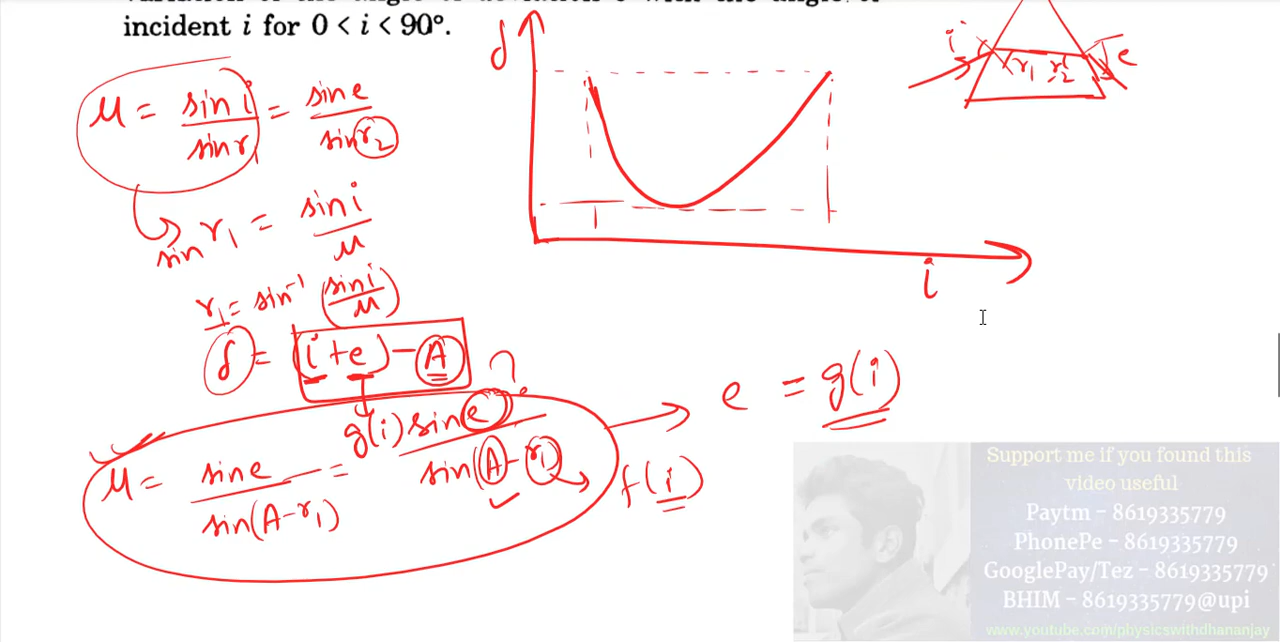 incident i for 0 < i < 90°.
δ
i
i r₁ r₂ e
μ = sin i / sin r₁ = sin e / sin r₂
sin r₁ = sin i / μ
r₁ = sin⁻¹ (sin i / μ)
δ = (i + e) − A ?
g(i)
μ = sin e / sin(A−r₁) = sin e / sin(A − r₁)
f(i)
e = g(i)
Support me if you found this
video useful
Paytm - 8619335779
PhonePe - 8619335779
GooglePay/Tez - 8619335779
BHIM - 8619335779@upi
www.youtube.com/physicswithdhananjay